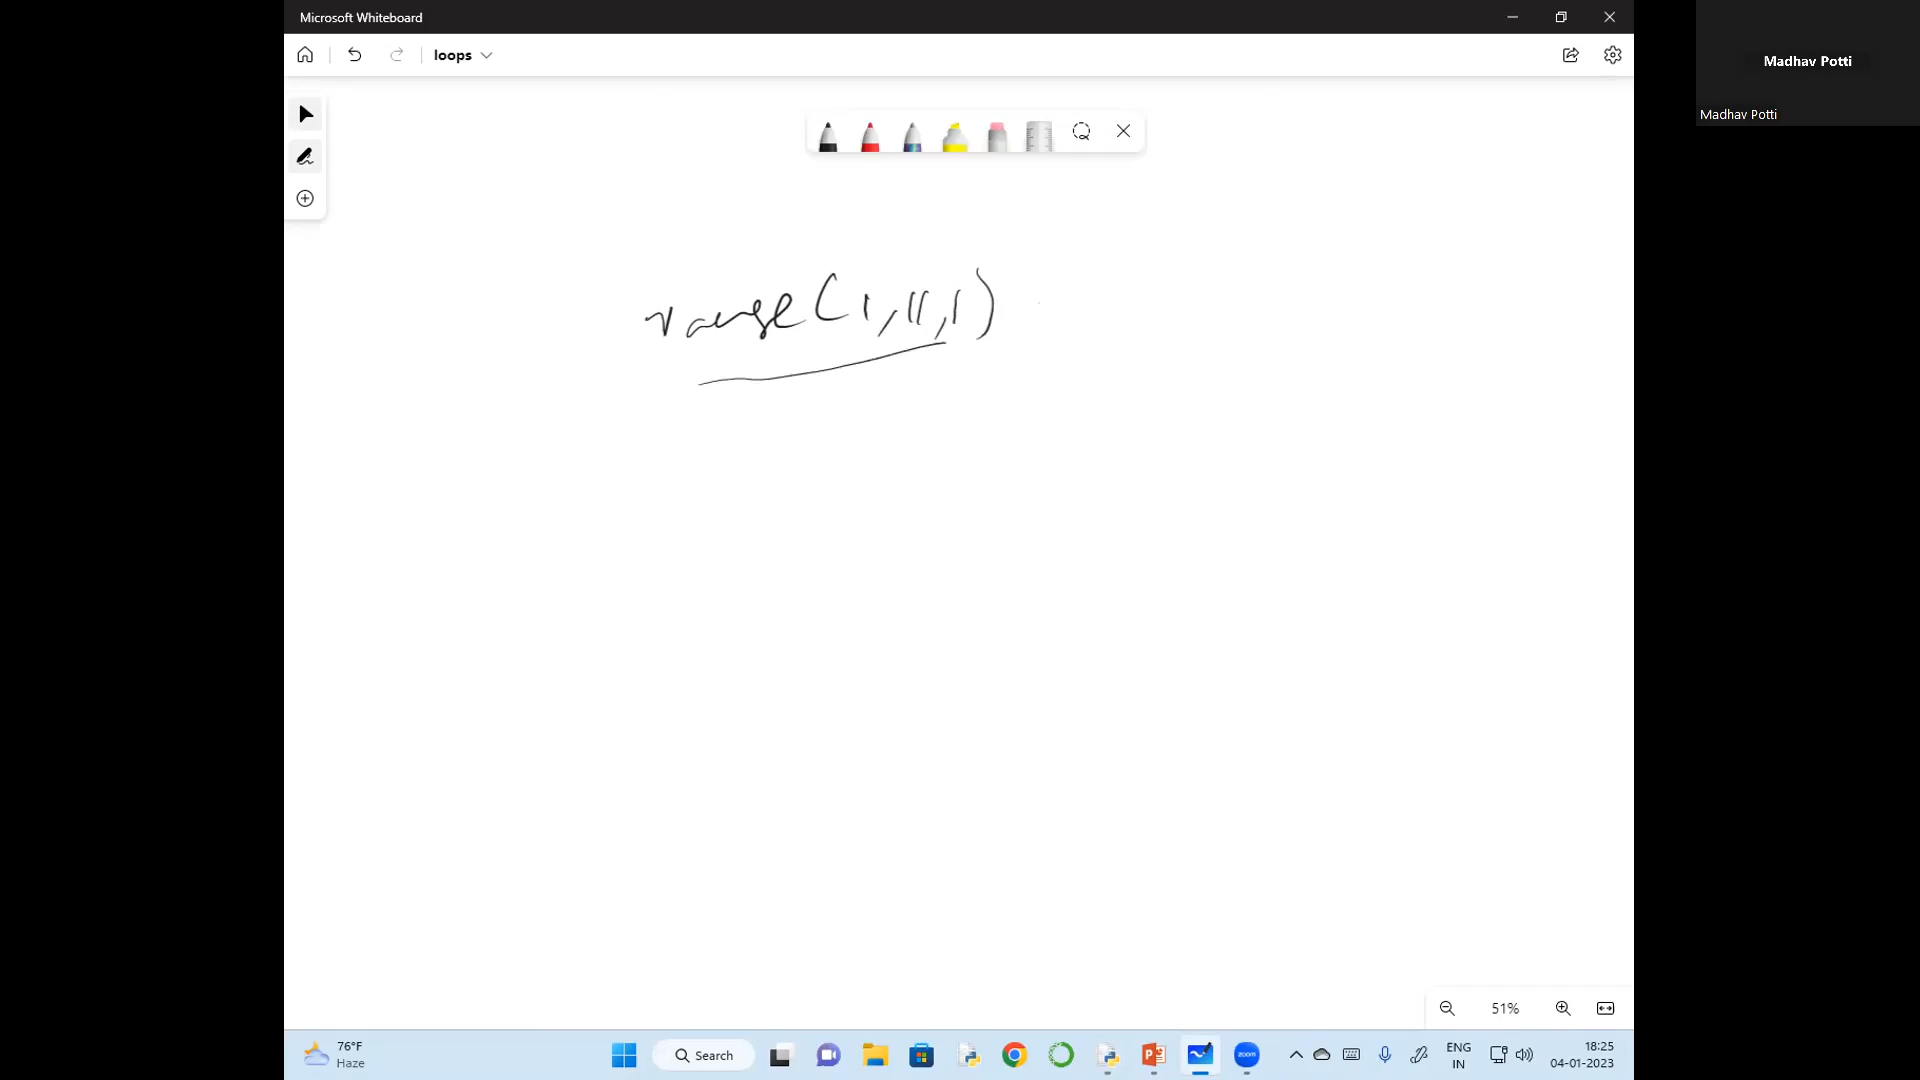 Microsoft Whiteboard
loops
Madhav Potti
Madhav Potti
range(1,11,1)
51%
76°F
Haze
Search
zoom
ENG
IN
18:25
04-01-2023